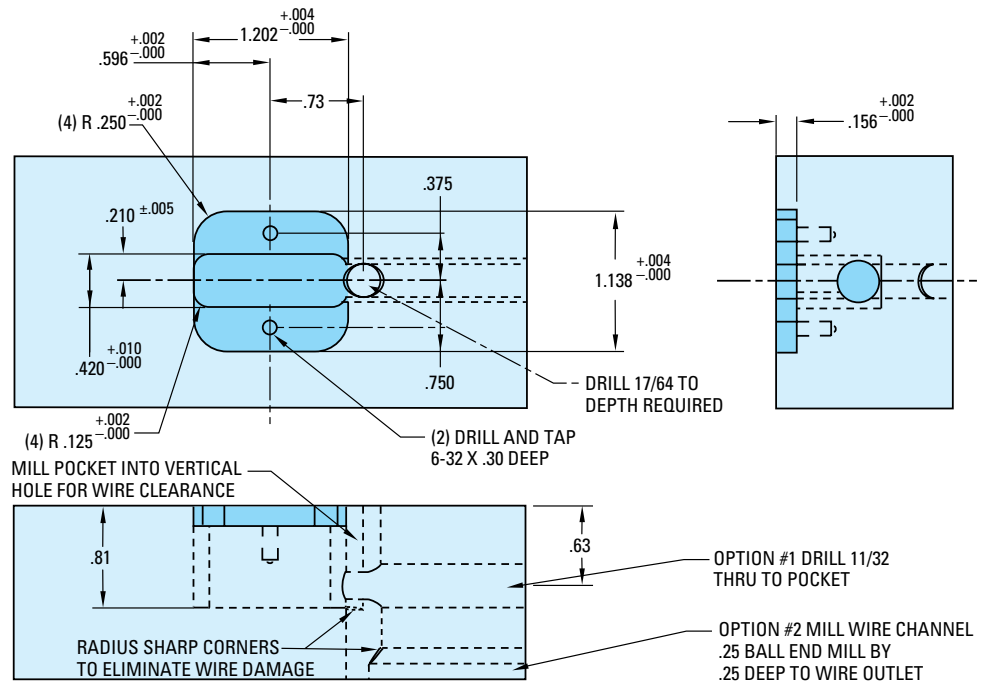 1.202 +.004 −.000
.596 +.002 −.000
.73
(4) R .250 +.002 −.000
.156 +.002 −.000
.375
.210 ±.005
1.138 +.004 −.000
.420 +.010 −.000
.750
DRILL 17/64 TO
DEPTH REQUIRED
(4) R .125 +.002 −.000
(2) DRILL AND TAP
6-32 X .30 DEEP
MILL POCKET INTO VERTICAL
HOLE FOR WIRE CLEARANCE
.81
.63
OPTION #1 DRILL 11/32
THRU TO POCKET
RADIUS SHARP CORNERS
TO ELIMINATE WIRE DAMAGE
OPTION #2 MILL WIRE CHANNEL
.25 BALL END MILL BY
.25 DEEP TO WIRE OUTLET